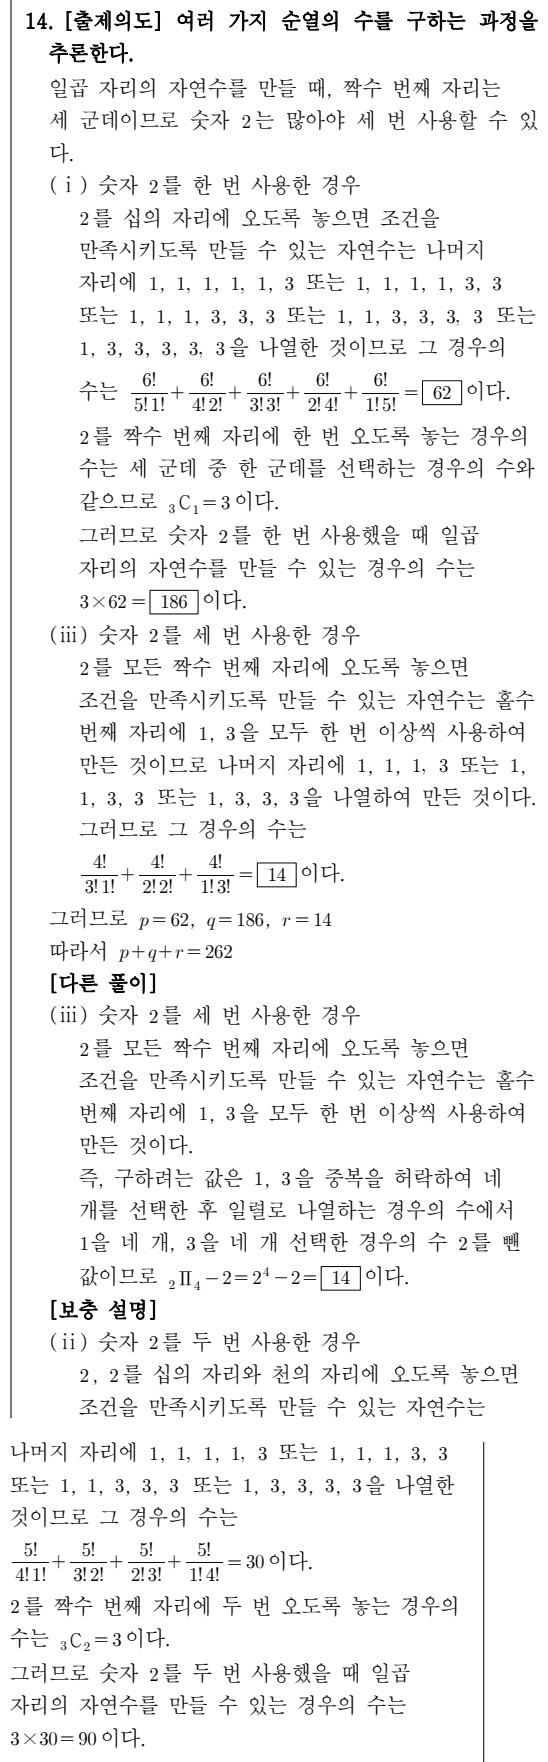 14. [출제의도] 여러 가지 순열의 수를 구하는 과정을
추론한다.
일곱 자리의 자연수를 만들 때, 짝수 번째 자리는
세 군데이므로 숫자 2는 많아야 세 번 사용할 수 있
다.
(ⅰ) 숫자 2를 한 번 사용한 경우
2를 십의 자리에 오도록 놓으면 조건을
만족시키도록 만들 수 있는 자연수는 나머지
자리에 1, 1, 1, 1, 1, 3 또는 1, 1, 1, 1, 3, 3
또는 1, 1, 1, 3, 3, 3 또는 1, 1, 3, 3, 3, 3 또는
1, 3, 3, 3, 3, 3을 나열한 것이므로 그 경우의
수는 6!/(5!1!) + 6!/(4!2!) + 6!/(3!3!) + 6!/(2!4!) + 6!/(1!5!) = 62 이다.
2를 짝수 번째 자리에 한 번 오도록 놓는 경우의
수는 세 군데 중 한 군데를 선택하는 경우의 수와
같으므로 ₃C₁ = 3이다.
그러므로 숫자 2를 한 번 사용했을 때 일곱
자리의 자연수를 만들 수 있는 경우의 수는
3×62 = 186 이다.
(ⅲ) 숫자 2를 세 번 사용한 경우
2를 모든 짝수 번째 자리에 오도록 놓으면
조건을 만족시키도록 만들 수 있는 자연수는 홀수
번째 자리에 1, 3을 모두 한 번 이상씩 사용하여
만든 것이므로 나머지 자리에 1, 1, 1, 3 또는 1,
1, 3, 3 또는 1, 3, 3, 3을 나열하여 만든 것이다.
그러므로 그 경우의 수는
4!/(3!1!) + 4!/(2!2!) + 4!/(1!3!) = 14 이다.
그러므로 p = 62, q = 186, r = 14
따라서 p+q+r = 262
[다른 풀이]
(ⅲ) 숫자 2를 세 번 사용한 경우
2를 모든 짝수 번째 자리에 오도록 놓으면
조건을 만족시키도록 만들 수 있는 자연수는 홀수
번째 자리에 1, 3을 모두 한 번 이상씩 사용하여
만든 것이다.
즉, 구하려는 값은 1, 3을 중복을 허락하여 네
개를 선택한 후 일렬로 나열하는 경우의 수에서
1을 네 개, 3을 네 개 선택한 경우의 수 2를 뺀
값이므로 ₂Π₄ − 2 = 2⁴ − 2 = 14 이다.
[보충 설명]
(ⅱ) 숫자 2를 두 번 사용한 경우
2, 2를 십의 자리와 천의 자리에 오도록 놓으면
조건을 만족시키도록 만들 수 있는 자연수는
나머지 자리에 1, 1, 1, 1, 3 또는 1, 1, 1, 3, 3
또는 1, 1, 3, 3, 3 또는 1, 3, 3, 3, 3을 나열한
것이므로 그 경우의 수는
5!/(4!1!) + 5!/(3!2!) + 5!/(2!3!) + 5!/(1!4!) = 30이다.
2를 짝수 번째 자리에 두 번 오도록 놓는 경우의
수는 ₃C₂ = 3이다.
그러므로 숫자 2를 두 번 사용했을 때 일곱
자리의 자연수를 만들 수 있는 경우의 수는
3×30 = 90이다.